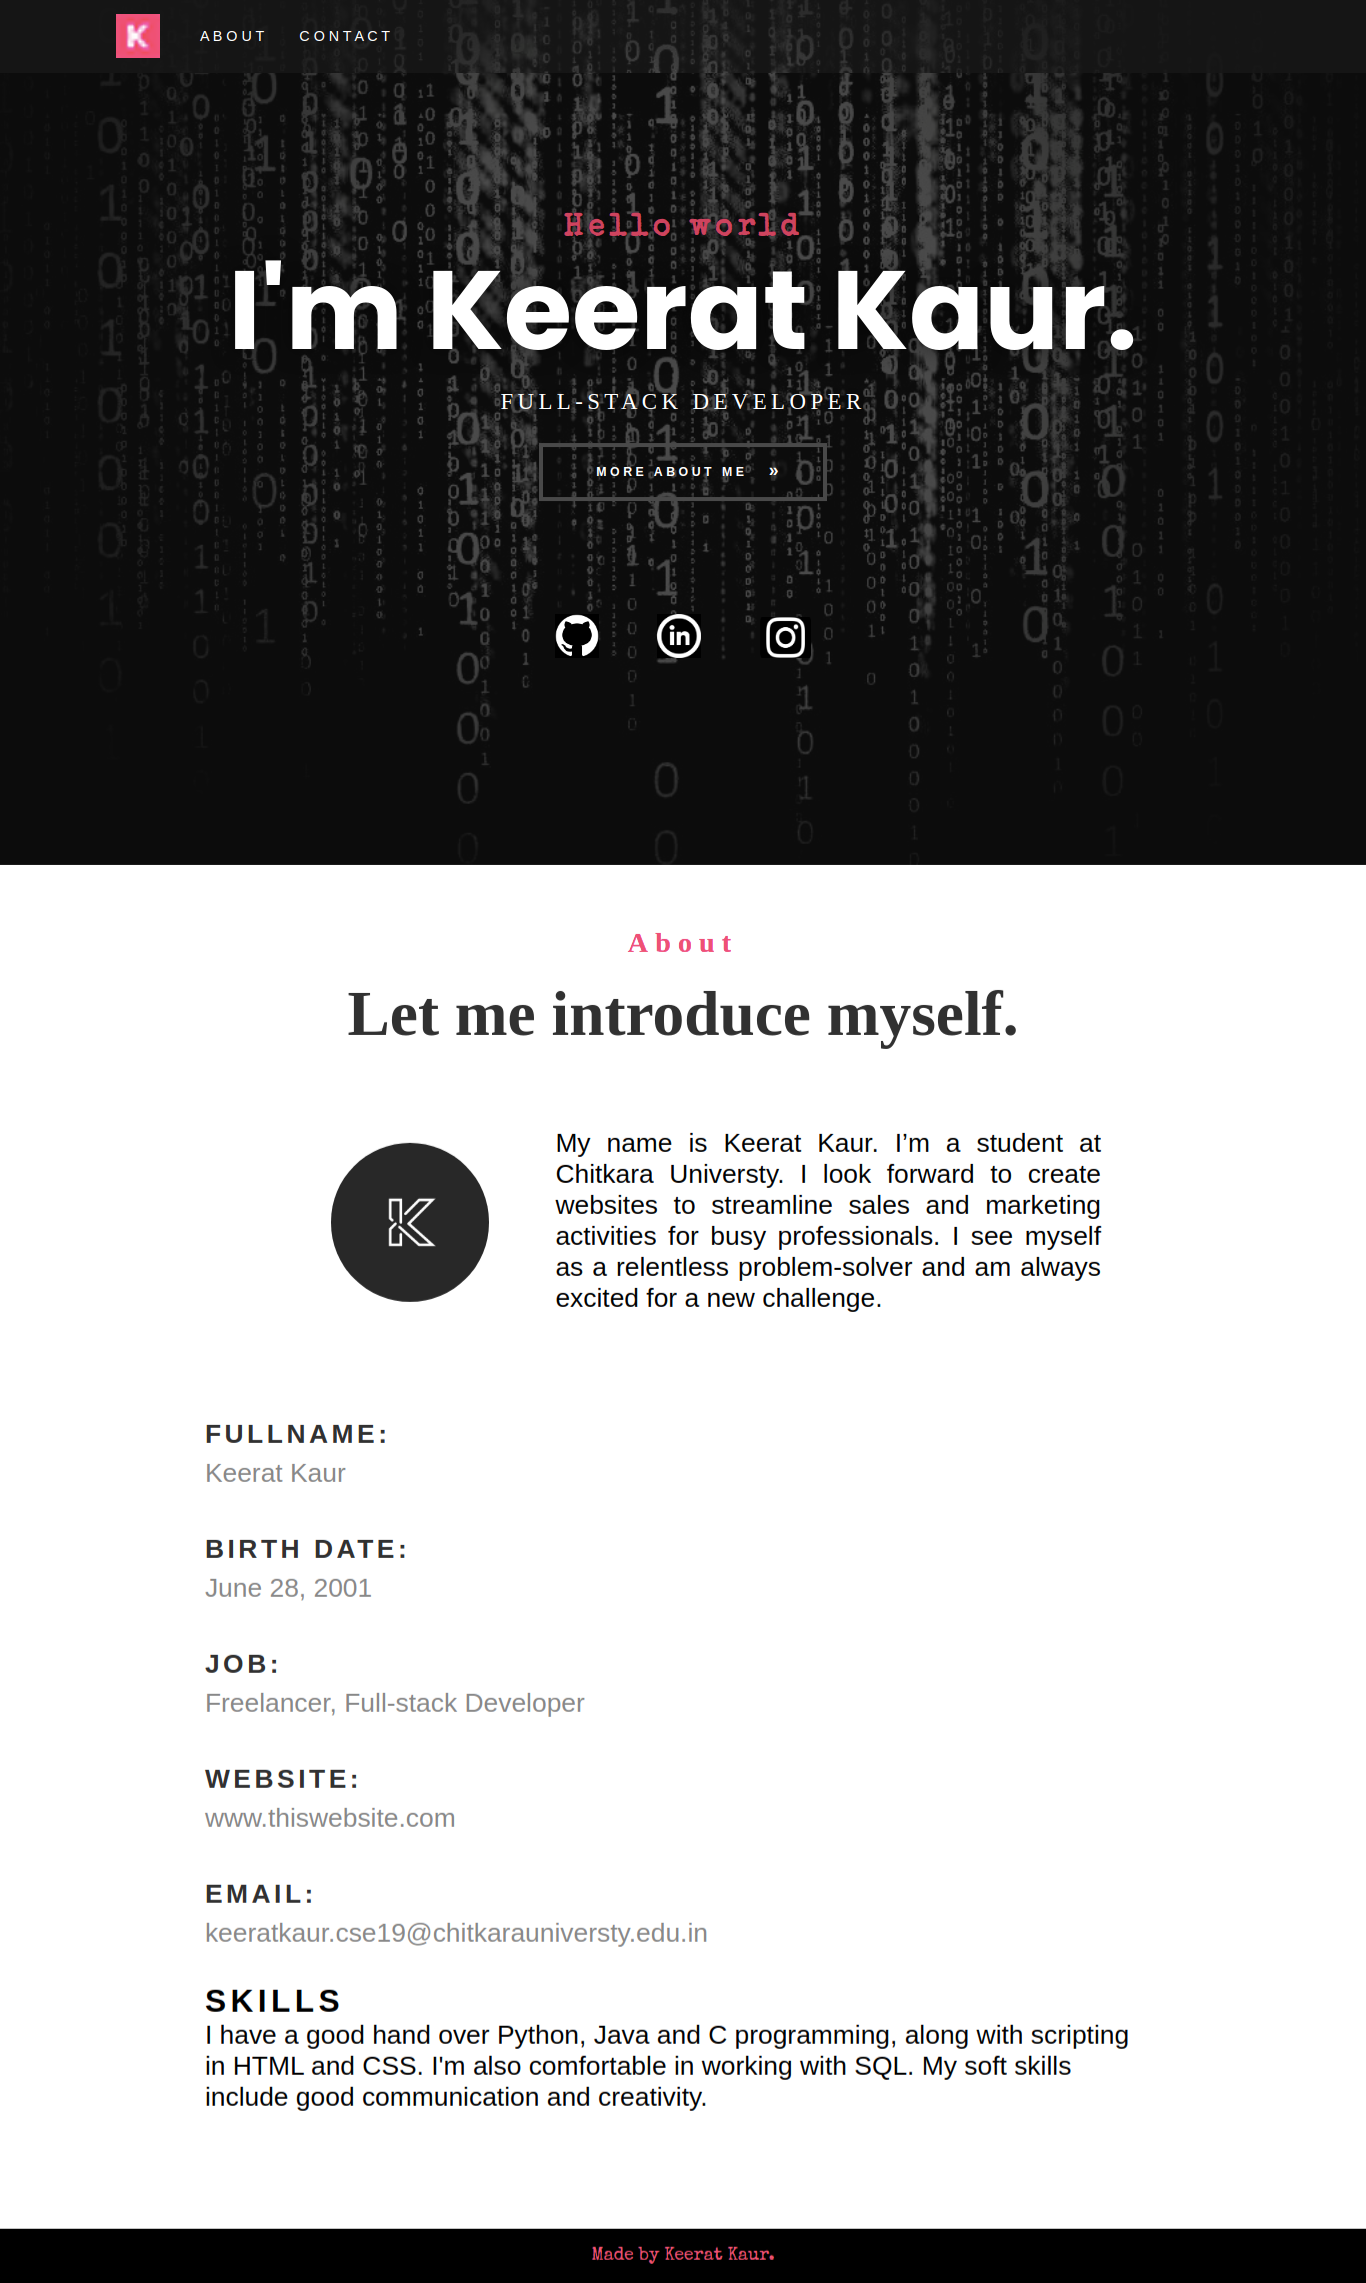 K
ABOUT CONTACT
Hello world
I'm Keerat Kaur.
FULL-STACK DEVELOPER
MORE ABOUT ME »
in
About
Let me introduce myself.
K
My name is Keerat Kaur. I’m a student at
Chitkara Universty. I look forward to create
websites to streamline sales and marketing
activities for busy professionals. I see myself
as a relentless problem-solver and am always
excited for a new challenge.
FULLNAME:
Keerat Kaur
BIRTH DATE:
June 28, 2001
JOB:
Freelancer, Full-stack Developer
WEBSITE:
www.thiswebsite.com
EMAIL:
keeratkaur.cse19@chitkarauniversty.edu.in
SKILLS
I have a good hand over Python, Java and C programming, along with scripting
in HTML and CSS. I'm also comfortable in working with SQL. My soft skills
include good communication and creativity.
Made by Keerat Kaur.